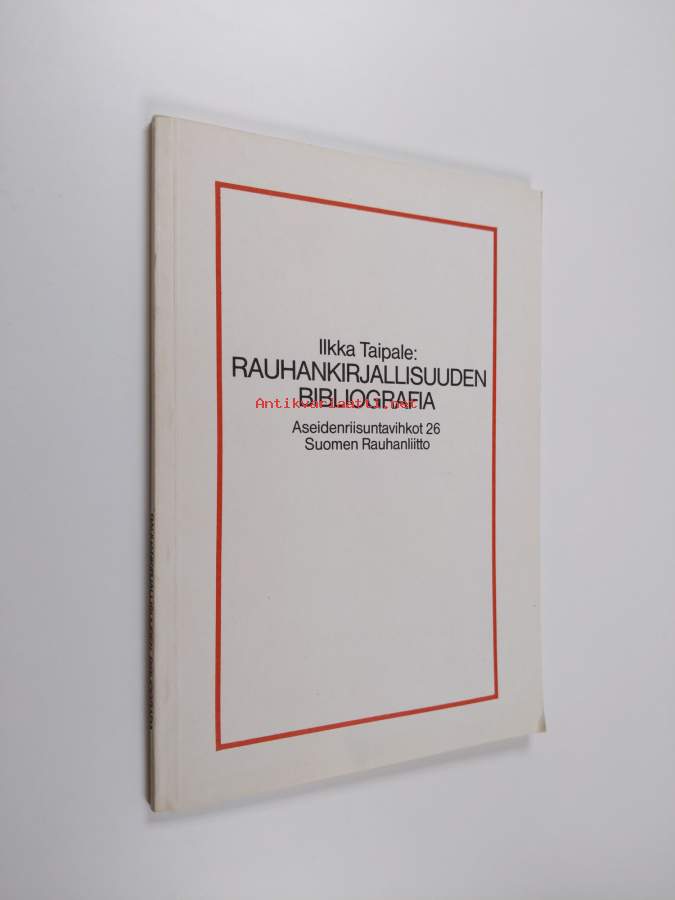 Ilkka Taipale:
RAUHANKIRJALLISUUDEN
BIBLIOGRAFIA
Antikvariaatti.net
Aseidenriisuntavihkot 26
Suomen Rauhanliitto